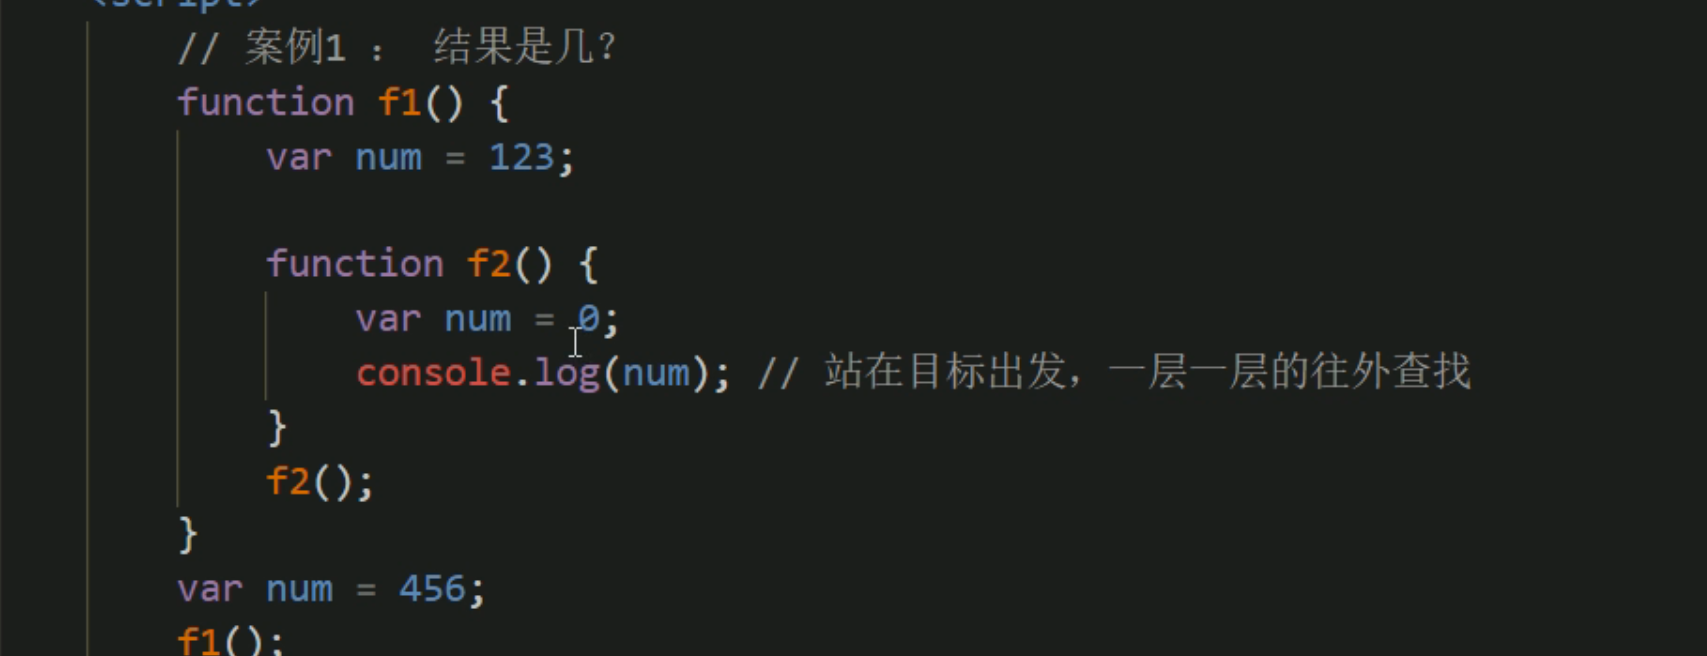 <script>
// 案例1 : 结果是几?
function f1() {
var num = 123;
function f2() {
var num = 0;
console.log(num); // 站在目标出发，一层一层的往外查找
}
f2();
}
var num = 456;
f1();